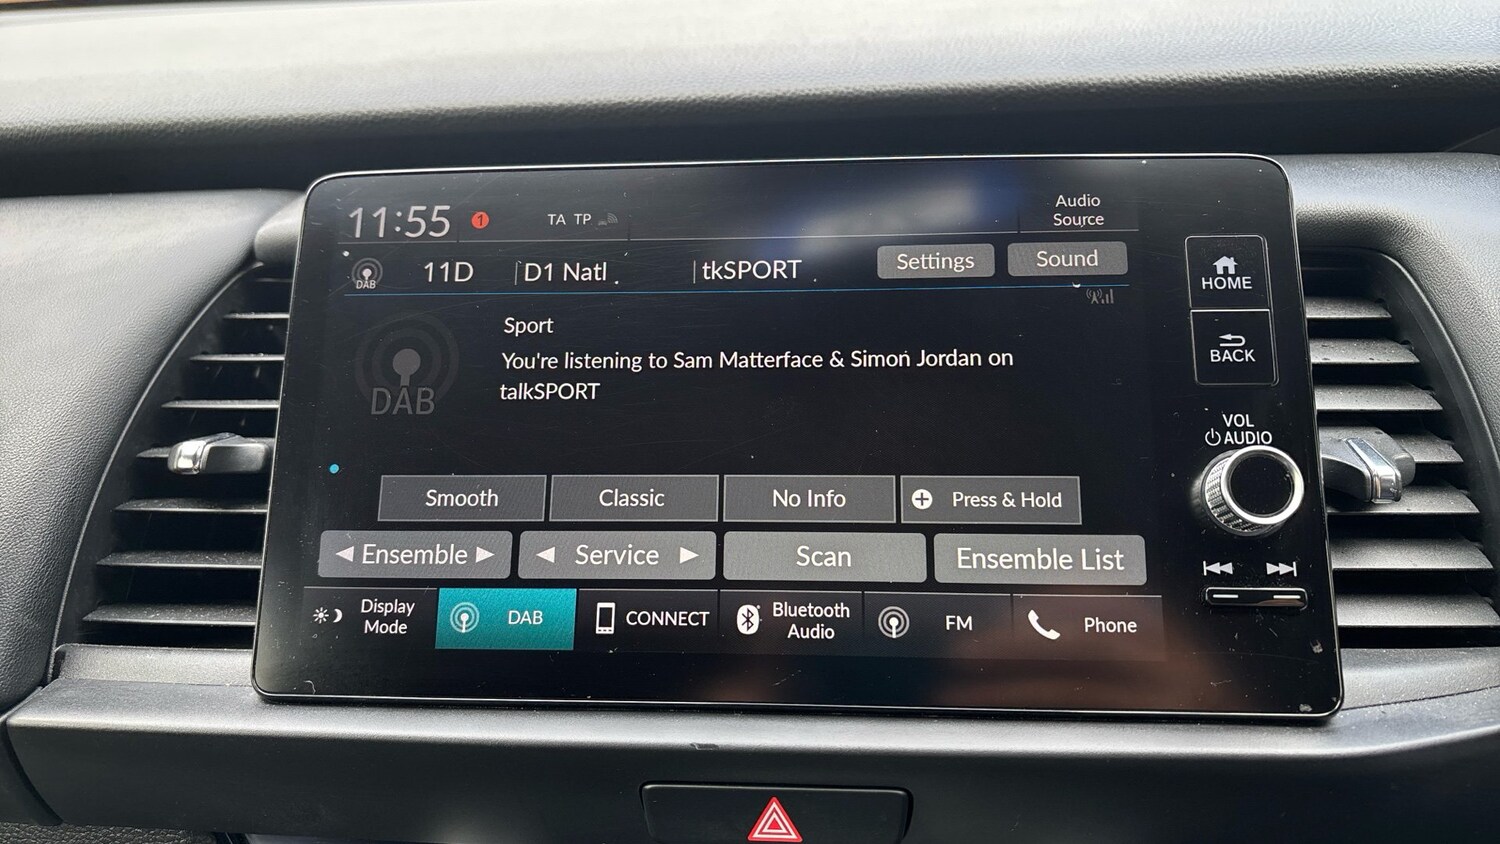 11:55
1
TA TP
Audio
Source
DAB
11D
D1 Natl
tkSPORT
Settings
Sound
HOME
BACK
Sport
You're listening to Sam Matterface & Simon Jordan on
talkSPORT
DAB
VOL
AUDIO
Smooth
Classic
No Info
Press & Hold
Ensemble
Service
Scan
Ensemble List
Display
Mode
DAB
CONNECT
Bluetooth
Audio
FM
Phone